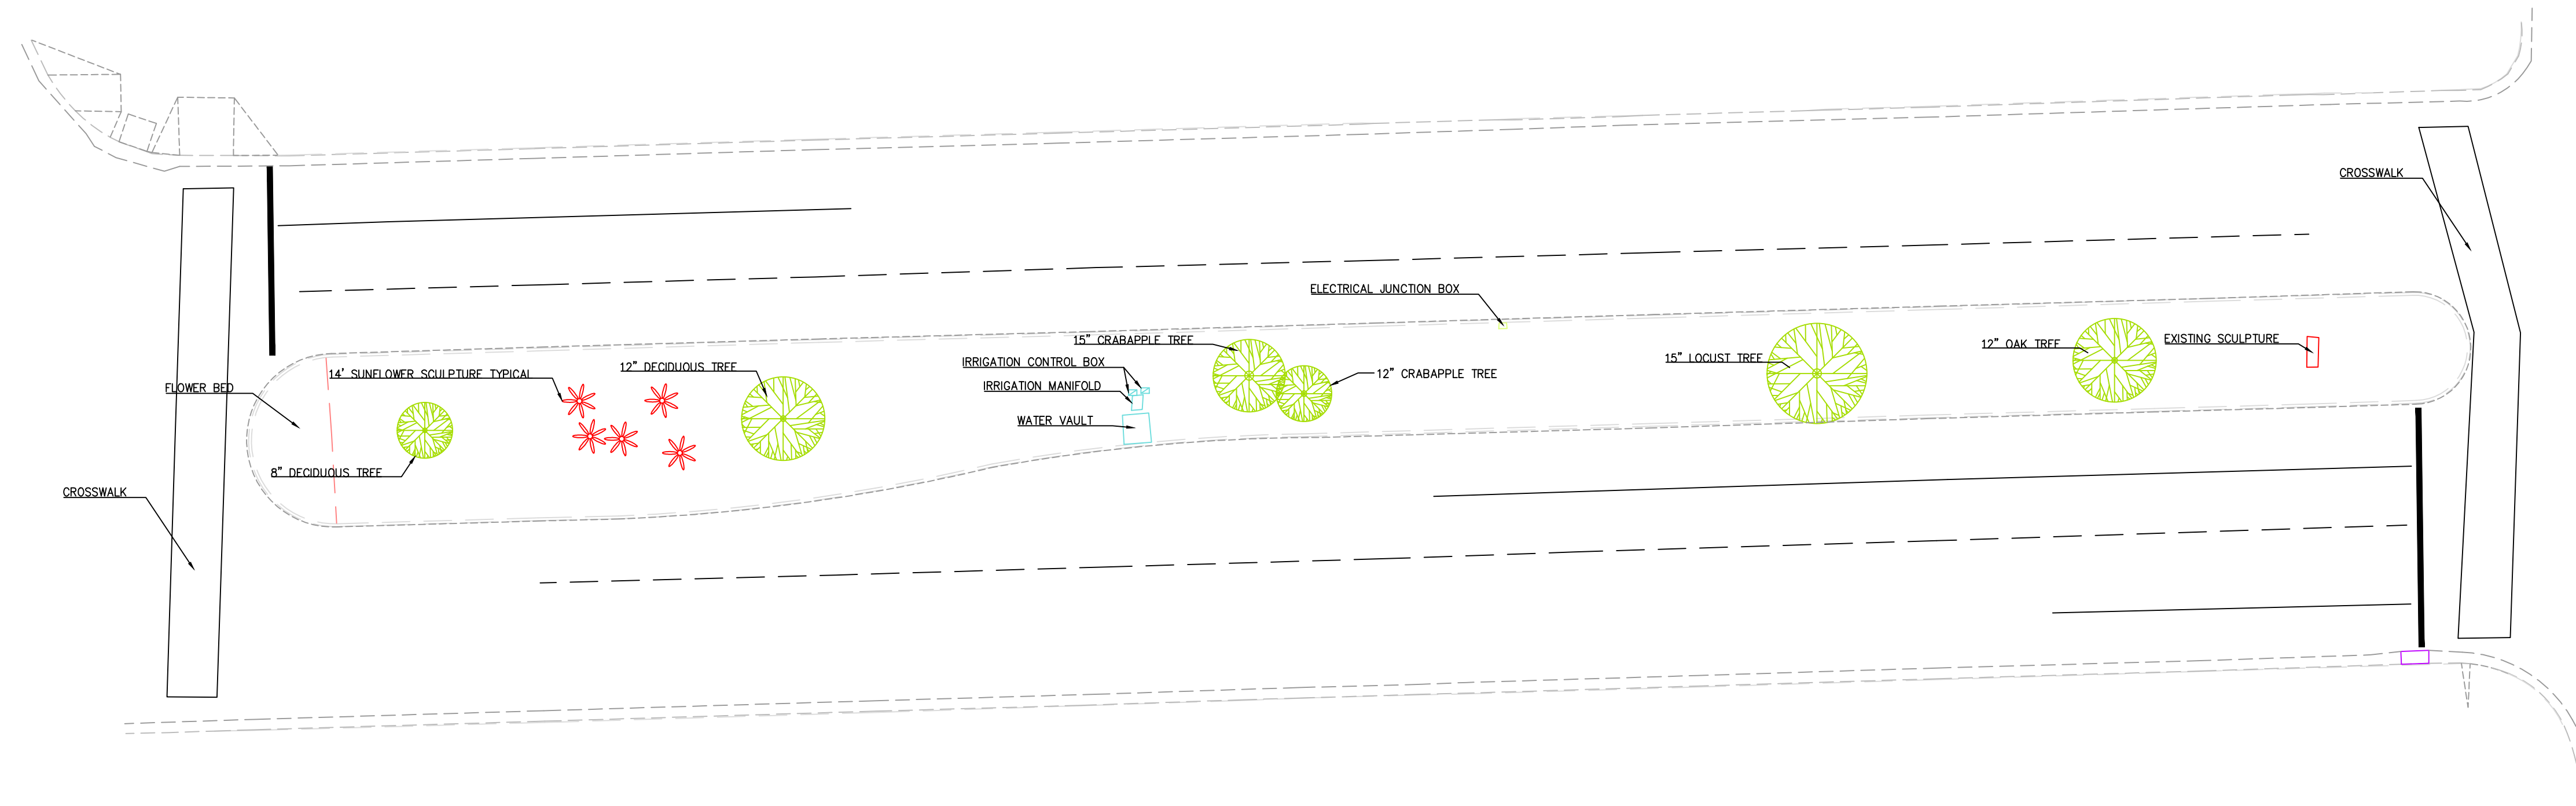 CROSSWALK
ELECTRICAL JUNCTION BOX
15" CRABAPPLE TREE
12" OAK TREE
EXISTING SCULPTURE
IRRIGATION CONTROL BOX
15" LOCUST TREE
12" DECIDUOUS TREE
14' SUNFLOWER SCULPTURE TYPICAL
12" CRABAPPLE TREE
IRRIGATION MANIFOLD
FLOWER BED
WATER VAULT
8" DECIDUOUS TREE
CROSSWALK